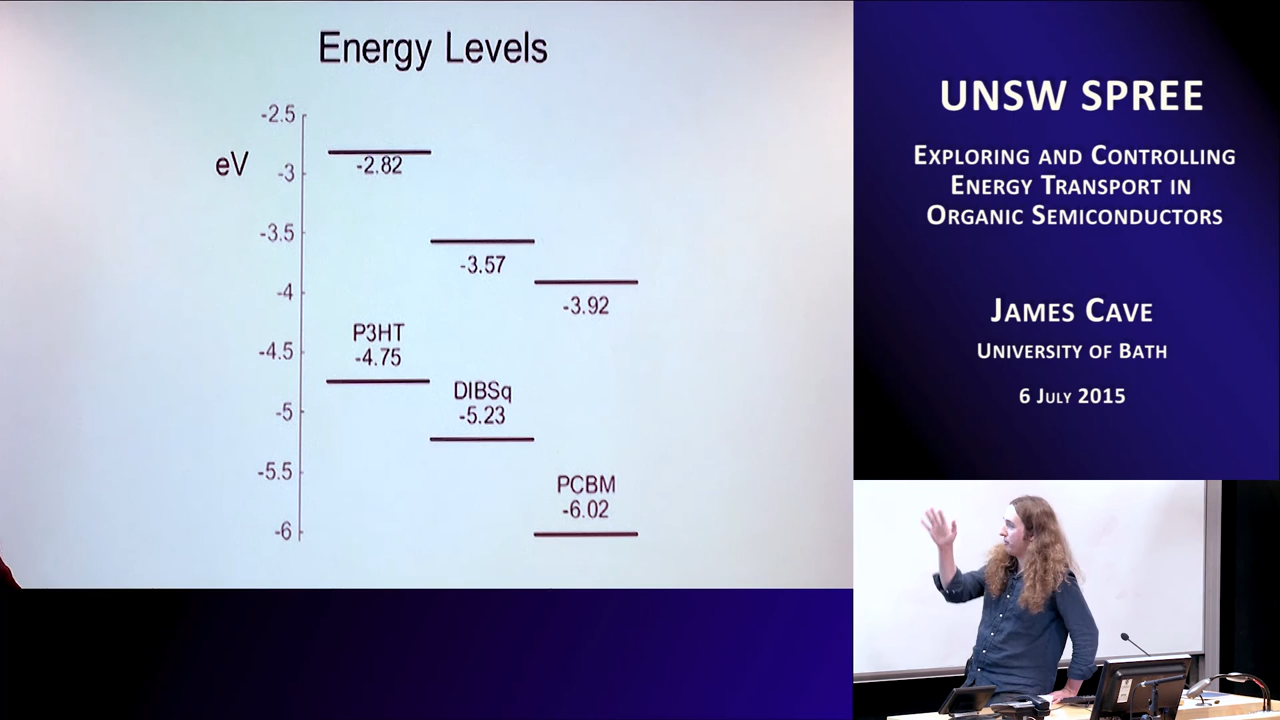 Energy Levels
-2.5
eV
-3
-3.5
-4
-4.5
-5
-5.5
-6
-2.82
-3.57
-3.92
P3HT
-4.75
DIBSq
-5.23
PCBM
-6.02
UNSW SPREE
EXPLORING AND CONTROLLING
ENERGY TRANSPORT IN
ORGANIC SEMICONDUCTORS
JAMES CAVE
UNIVERSITY OF BATH
6 JULY 2015